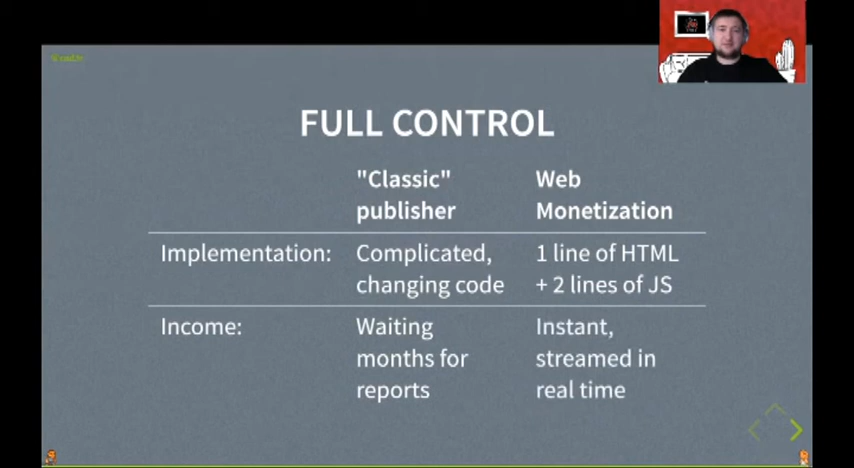 FULL CONTROL
"Classic"
publisher
Web
Monetization
Implementation:
Complicated,
changing code
1 line of HTML
+ 2 lines of JS
Income:
Waiting
months for
reports
Instant,
streamed in
real time